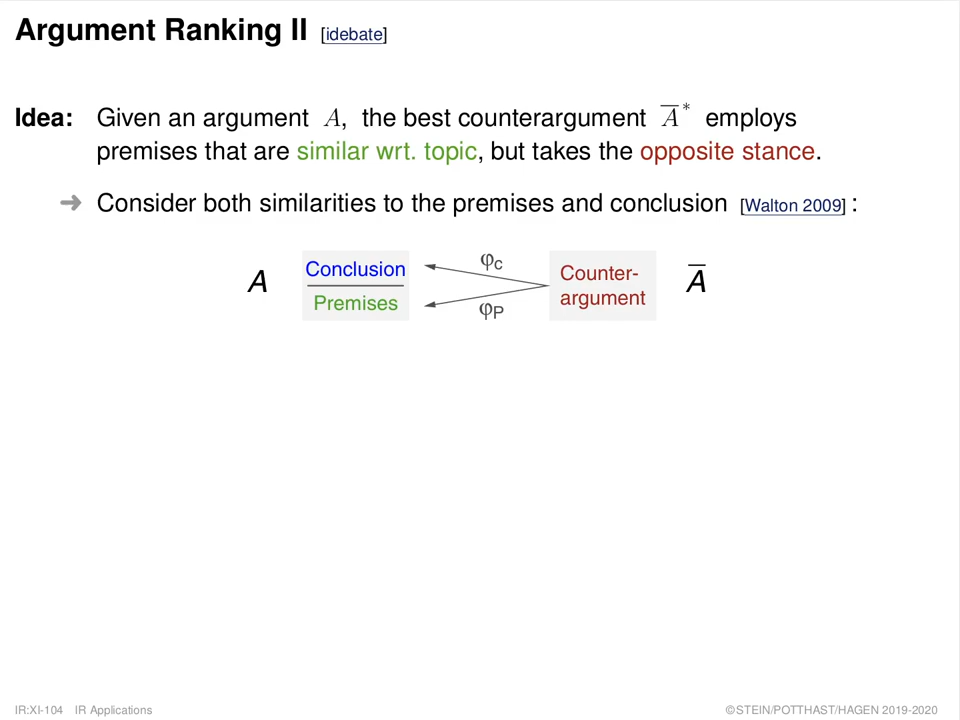 Argument Ranking II [idebate]
Idea: Given an argument A, the best counterargument A̅* employs
premises that are similar wrt. topic, but takes the opposite stance.
➜ Consider both similarities to the premises and conclusion [Walton 2009] :
A Conclusion φC Counter- A̅
Premises φP argument
IR:XI-104 IR Applications ©STEIN/POTTHAST/HAGEN 2019-2020